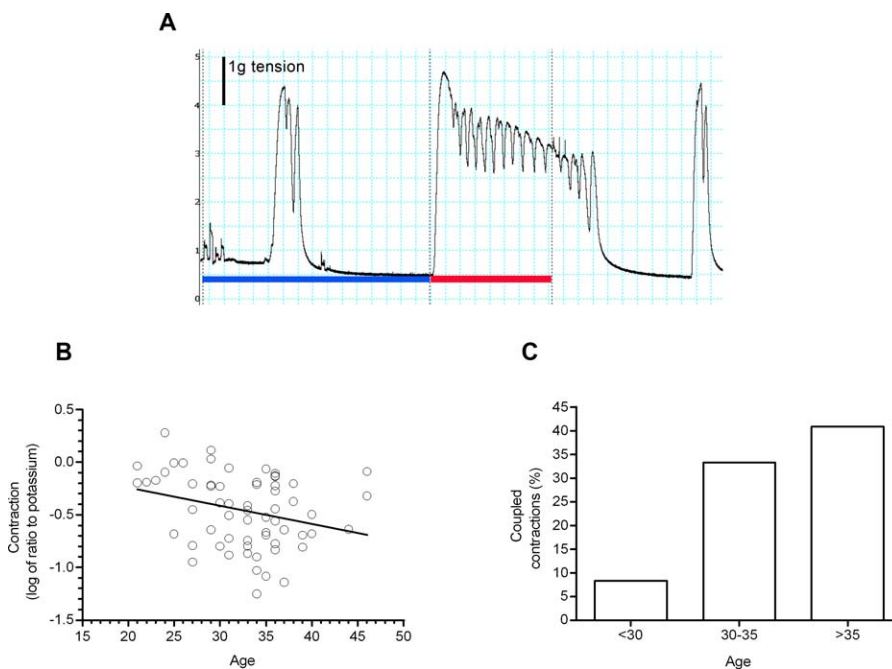 A
1g tension
5
4
3
2
1
0
B
Contraction
(log of ratio to potassium)
0.5
0.0
-0.5
-1.0
-1.5
15 20 25 30 35 40 45 50
Age
C
Coupled
contractions (%)
45
40
35
30
25
20
15
10
5
0
<30 30-35 >35
Age